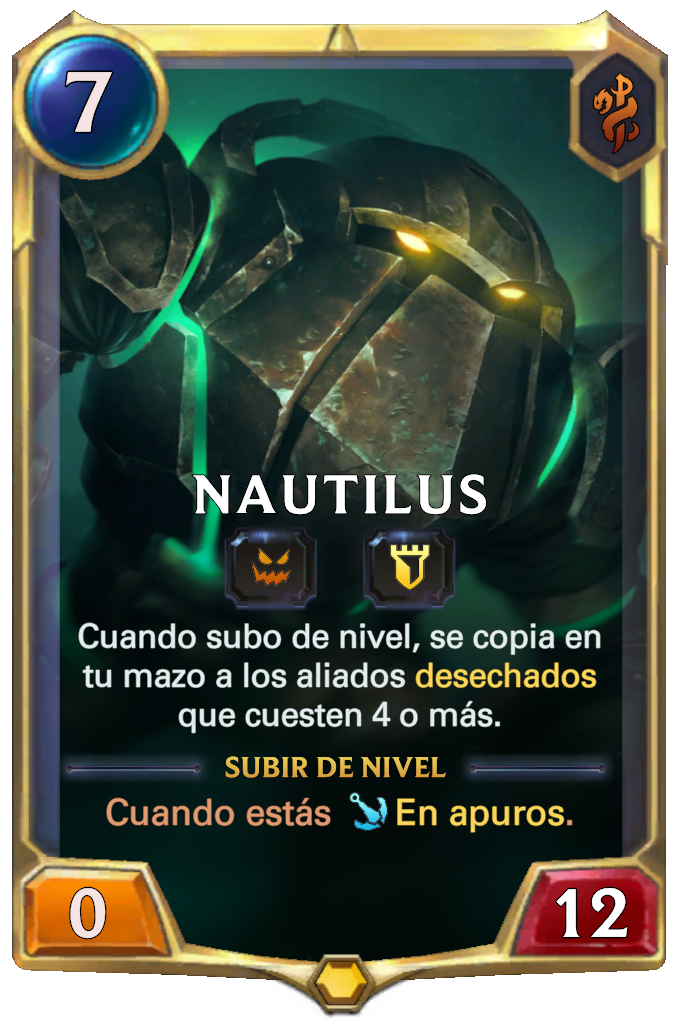 7
NAUTILUS
Cuando subo de nivel, se copia en
tu mazo a los aliados desechados
que cuesten 4 o más.
SUBIR DE NIVEL
Cuando estás En apuros.
0
12